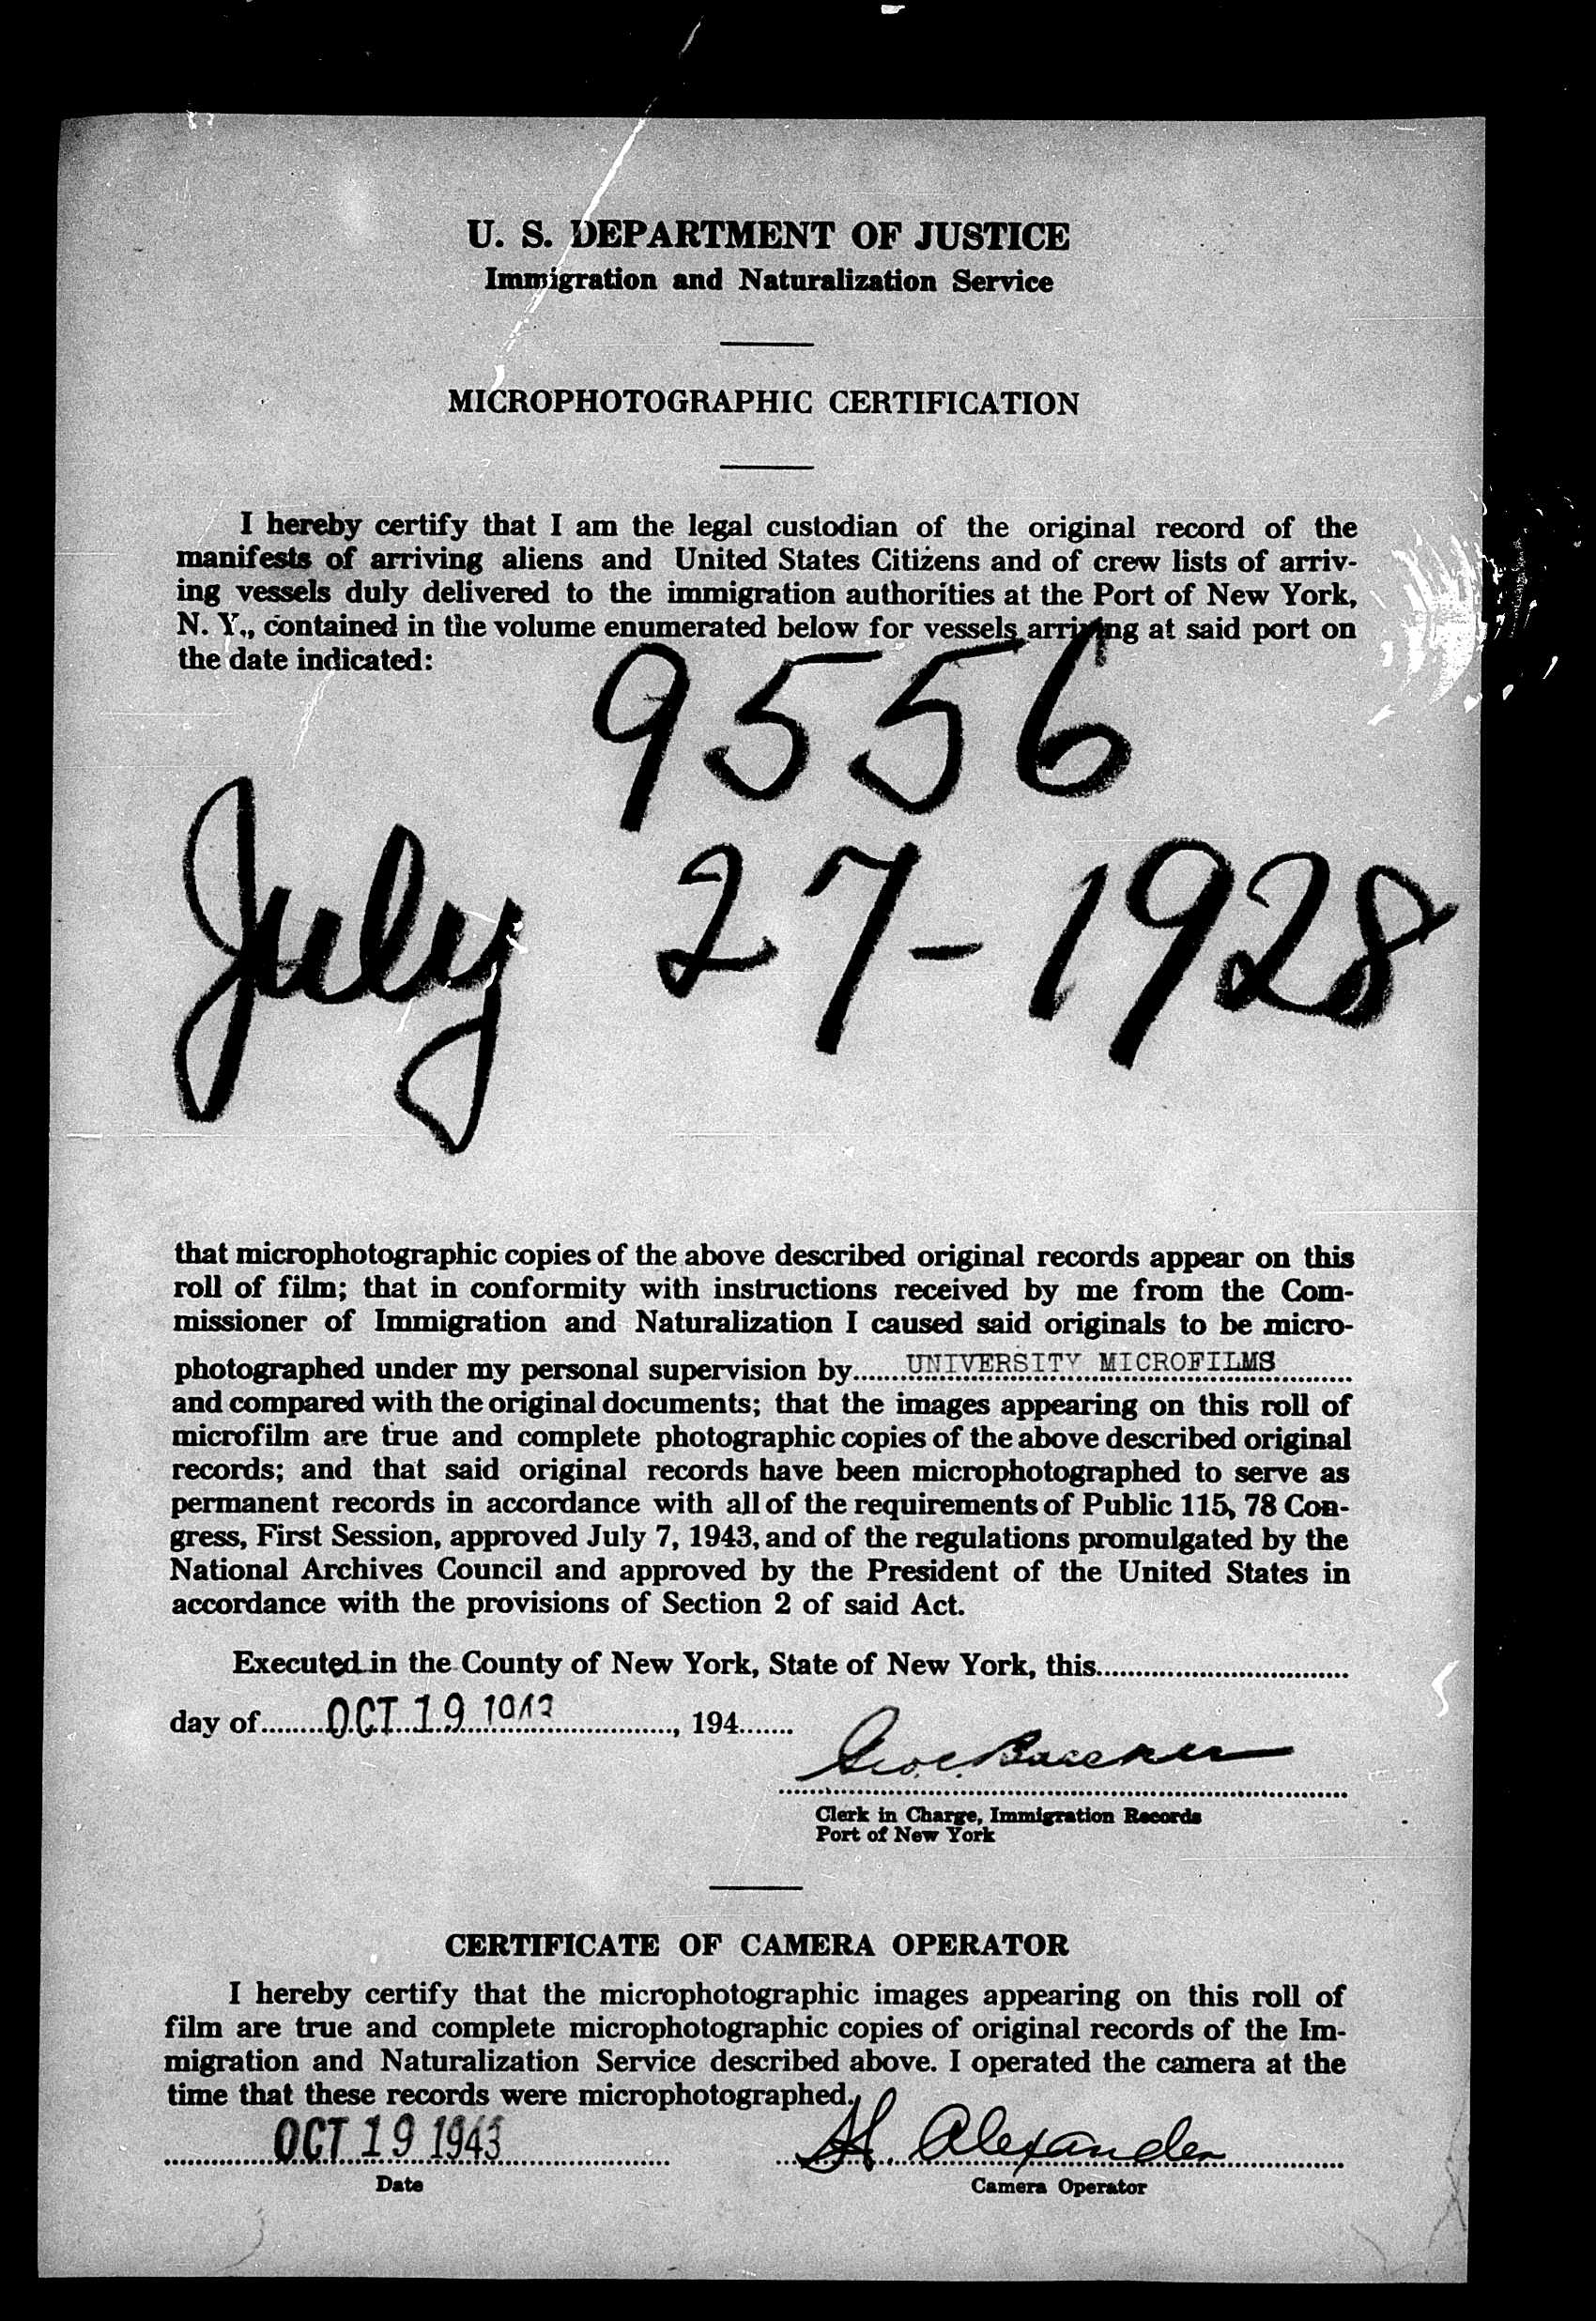 U. S. DEPARTMENT OF JUSTICE
Immigration and Naturalization Service
MICROPHOTOGRAPHIC CERTIFICATION
I hereby certify that I am the legal custodian of the original record of the
manifests of arriving aliens and United States Citizens and of crew lists of arriv-
ing vessels duly delivered to the immigration authorities at the Port of New York,
N. Y., contained in the volume enumerated below for vessels arriving at said port on
the date indicated:
9556
July 27-1928
that microphotographic copies of the above described original records appear on this
roll of film; that in conformity with instructions received by me from the Com-
missioner of Immigration and Naturalization I caused said originals to be micro-
photographed under my personal supervision by......UNIVERSITY MICROFILMS......
and compared with the original documents; that the images appearing on this roll of
microfilm are true and complete photographic copies of the above described original
records; and that said original records have been microphotographed to serve as
permanent records in accordance with all of the requirements of Public 115, 78 Con-
gress, First Session, approved July 7, 1943, and of the regulations promulgated by the
National Archives Council and approved by the President of the United States in
accordance with the provisions of Section 2 of said Act.
Executed in the County of New York, State of New York, this..............................
day of........OCT 19 1943...................., 194.......
Clerk in Charge, Immigration Records
Port of New York
CERTIFICATE OF CAMERA OPERATOR
I hereby certify that the microphotographic images appearing on this roll of
film are true and complete microphotographic copies of original records of the Im-
migration and Naturalization Service described above. I operated the camera at the
time that these records were microphotographed.
OCT 19 1943 H. Alexander
Date Camera Operator